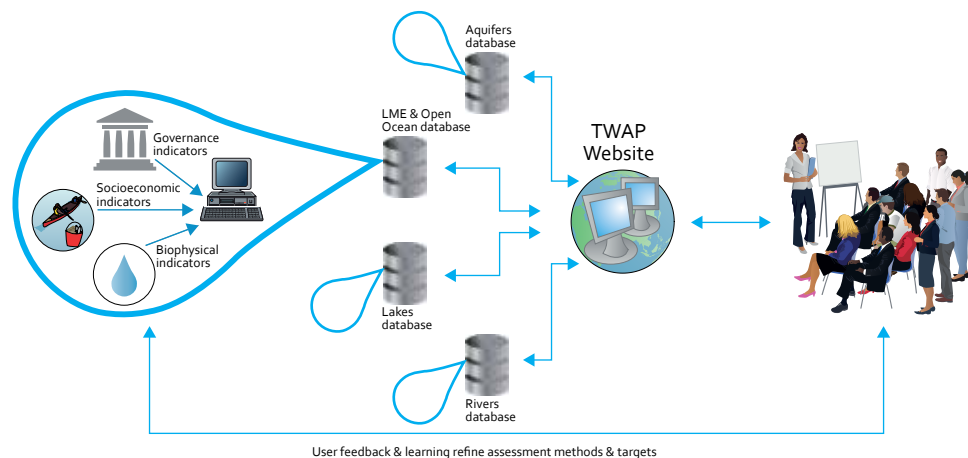 Aquifers
database
LME & Open
Ocean database
Governance
indicators
Socioeconomic
indicators
Biophysical
indicators
TWAP
Website
Lakes
database
Rivers
database
User feedback & learning refine assessment methods & targets